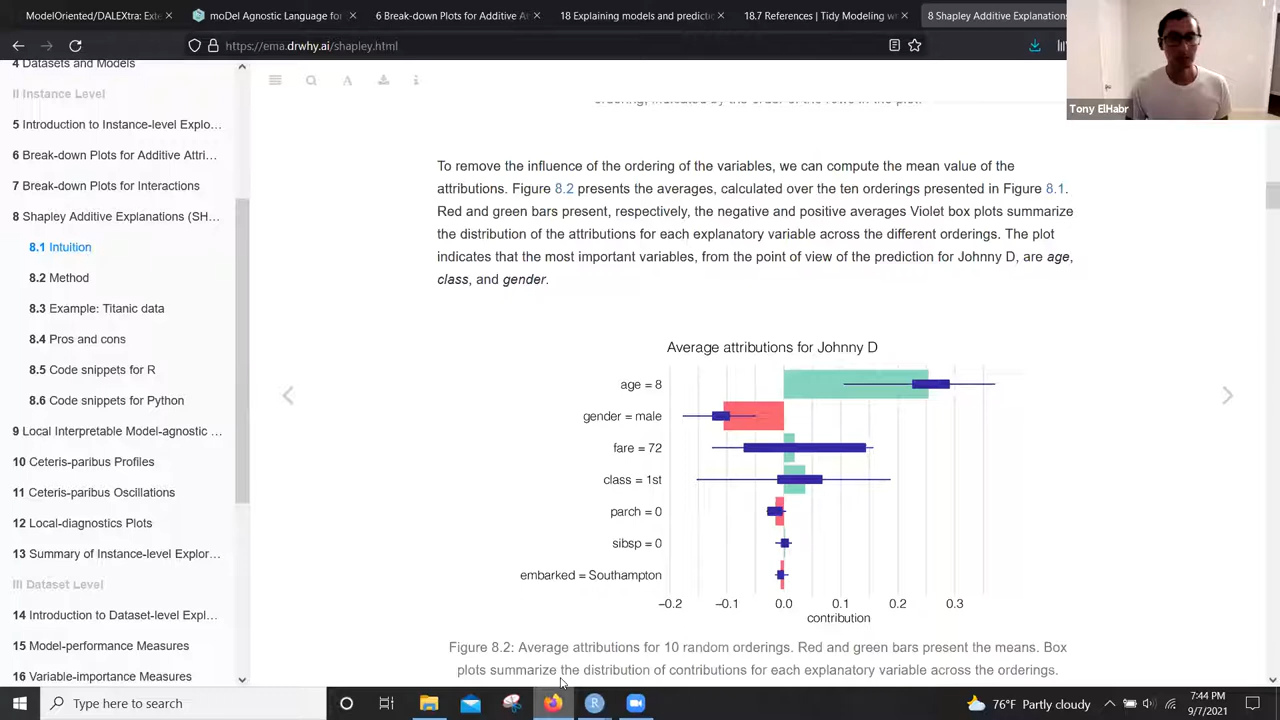 ModelOriented/DALEXtra: Exte
moDel Agnostic Language for
6 Break-down Plots for Additive Att
18 Explaining models and predictic
18.7 References | Tidy Modeling w
8 Shapley Additive Explanations
https://ema.drwhy.ai/shapley.html
Tony ElHabr
4 Datasets and Models
II Instance Level
5 Introduction to Instance-level Explo…
6 Break-down Plots for Additive Attri…
7 Break-down Plots for Interactions
8 Shapley Additive Explanations (SH…
8.1 Intuition
8.2 Method
8.3 Example: Titanic data
8.4 Pros and cons
8.5 Code snippets for R
8.6 Code snippets for Python
9 Local Interpretable Model-agnostic …
10 Ceteris-paribus Profiles
11 Ceteris-paribus Oscillations
12 Local-diagnostics Plots
13 Summary of Instance-level Explor…
III Dataset Level
14 Introduction to Dataset-level Expl…
15 Model-performance Measures
16 Variable-importance Measures
ordering, indicated by the order of the rows in the plot.
To remove the influence of the ordering of the variables, we can compute the mean value of the
attributions. Figure 8.2 presents the averages, calculated over the ten orderings presented in Figure 8.1.
Red and green bars present, respectively, the negative and positive averages Violet box plots summarize
the distribution of the attributions for each explanatory variable across the different orderings. The plot
indicates that the most important variables, from the point of view of the prediction for Johnny D, are age,
class, and gender.
Average attributions for Johnny D
age = 8
gender = male
fare = 72
class = 1st
parch = 0
sibsp = 0
embarked = Southampton
−0.2 −0.1 0.0 0.1 0.2 0.3
contribution
Figure 8.2: Average attributions for 10 random orderings. Red and green bars present the means. Box
plots summarize the distribution of contributions for each explanatory variable across the orderings.
Type here to search
76°F Partly cloudy
7:44 PM
9/7/2021